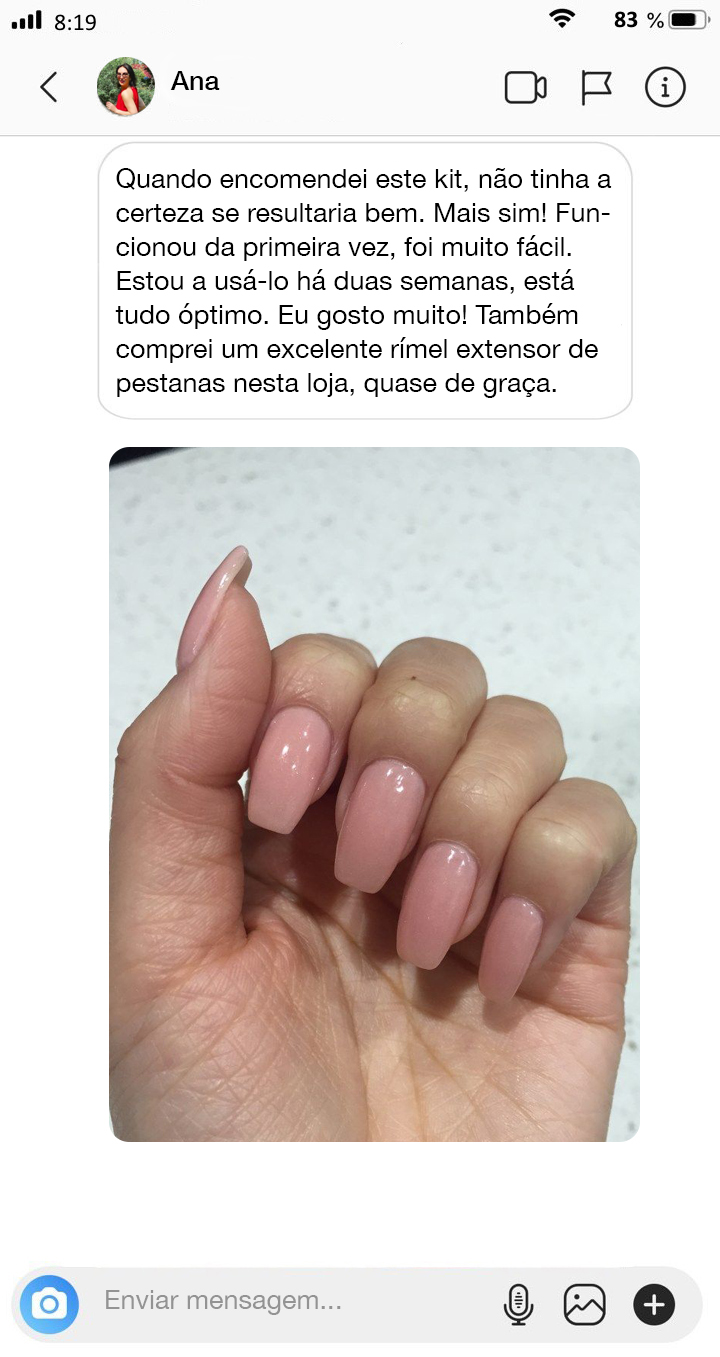 8:19
83 %
Ana
Quando encomendei este kit, não tinha a
certeza se resultaria bem. Mais sim! Fun-
cionou da primeira vez, foi muito fácil.
Estou a usá-lo há duas semanas, está
tudo óptimo. Eu gosto muito! Também
comprei um excelente rímel extensor de
pestanas nesta loja, quase de graça.
Enviar mensagem...